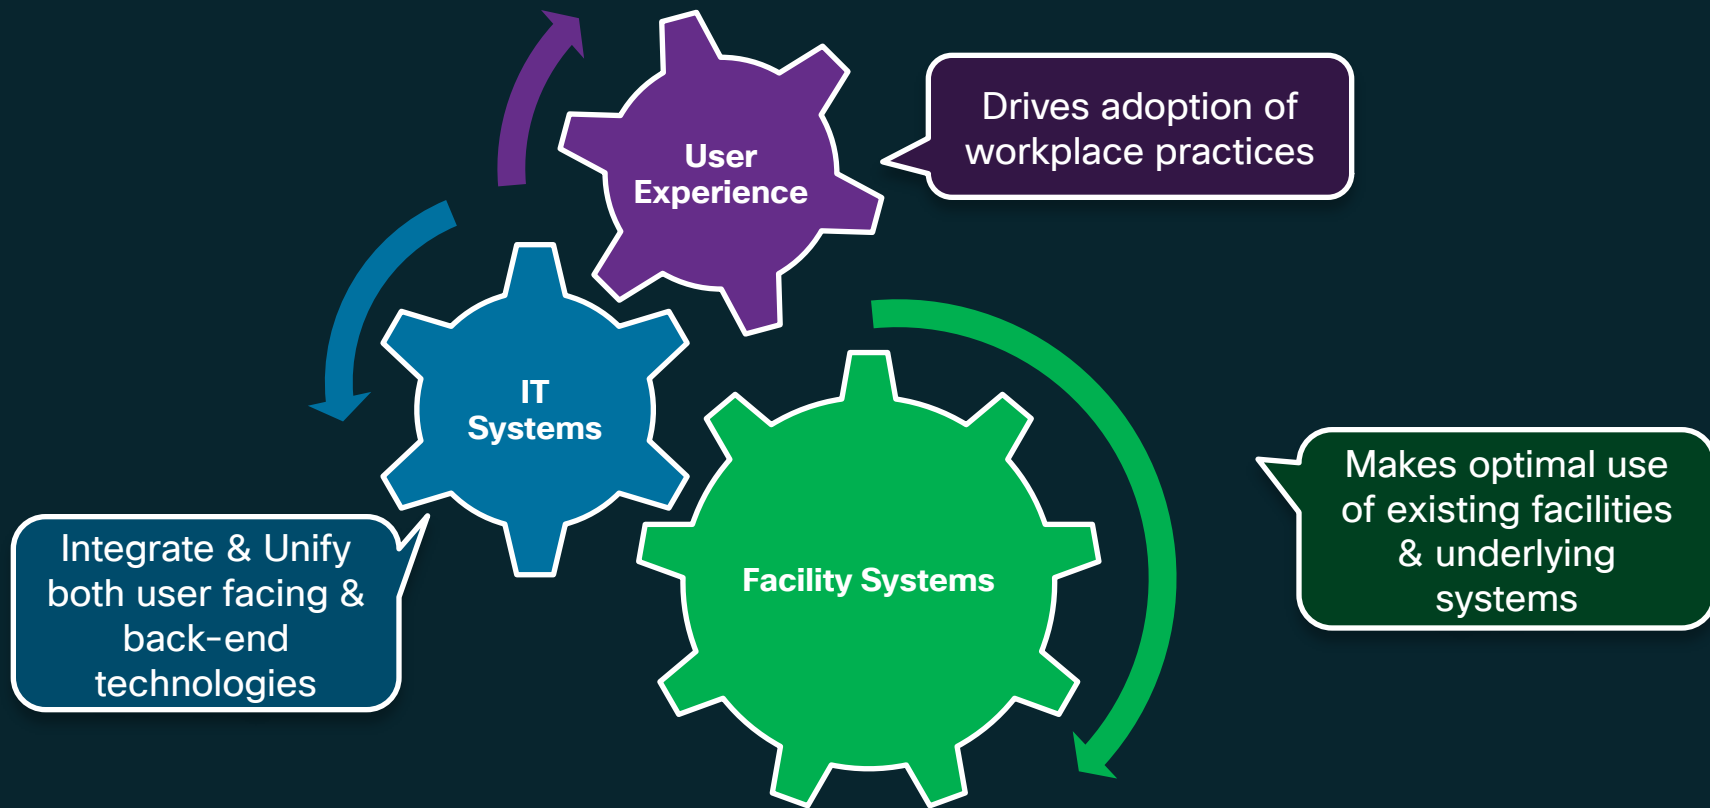 User
Experience
Drives adoption of
workplace practices
IT
Systems
Integrate & Unify
both user facing &
back-end
technologies
Facility Systems
Makes optimal use
of existing facilities
& underlying
systems